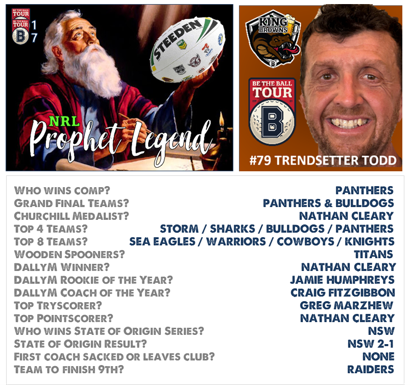 BE THE BALL
TOUR
B
17
STEEDEN
NRL
NRL
Prophet Legend
KING
BROWNS
BE THE BALL
TOUR
B
#79 TRENDSETTER TODD
Who wins comp? PANTHERS
Grand Final Teams? PANTHERS & BULLDOGS
Churchill Medalist? NATHAN CLEARY
Top 4 Teams? STORM / SHARKS / BULLDOGS / PANTHERS
Top 8 Teams? SEA EAGLES / WARRIORS / COWBOYS / KNIGHTS
Wooden Spooners? TITANS
DallyM Winner? NATHAN CLEARY
DallyM Rookie of the Year? JAMIE HUMPHREYS
DallyM Coach of the Year? CRAIG FITZGIBBON
Top Tryscorer? GREG MARZHEW
Top Pointscorer? NATHAN CLEARY
Who wins State of Origin Series? NSW
State of Origin Result? NSW 2-1
First coach sacked or leaves club? NONE
Team to finish 9th? RAIDERS